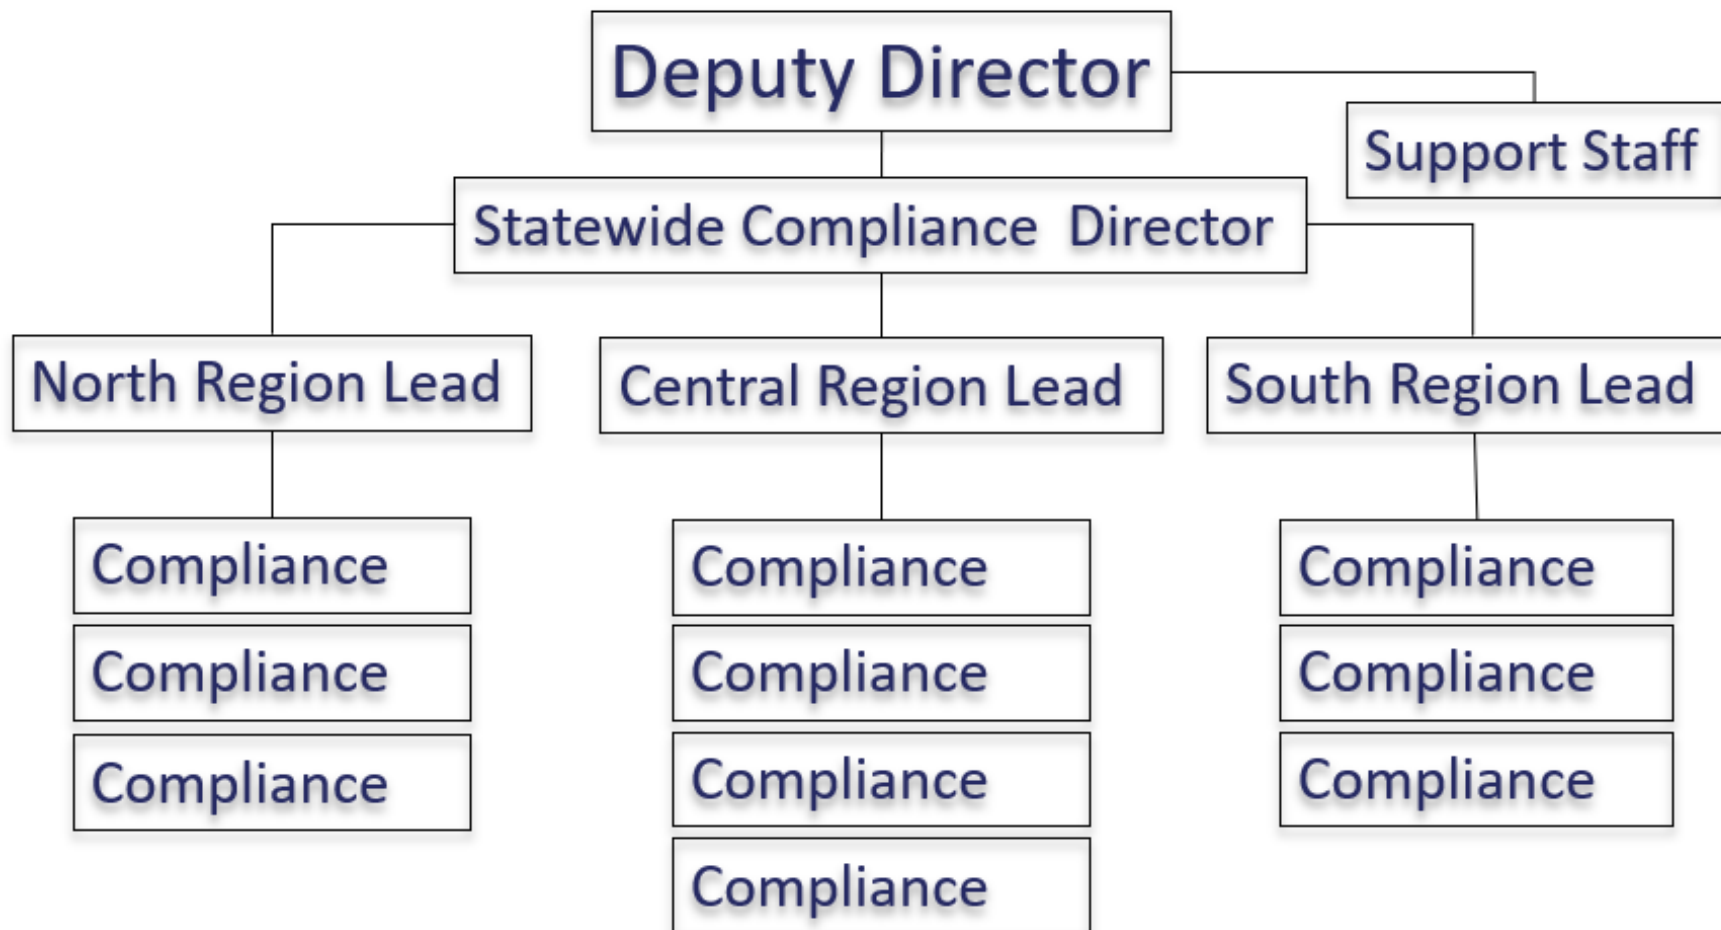 Deputy Director
Support Staff
Statewide Compliance  Director
North Region Lead
Central Region Lead
South Region Lead
Compliance
Compliance
Compliance
Compliance
Compliance
Compliance
Compliance
Compliance
Compliance
Compliance